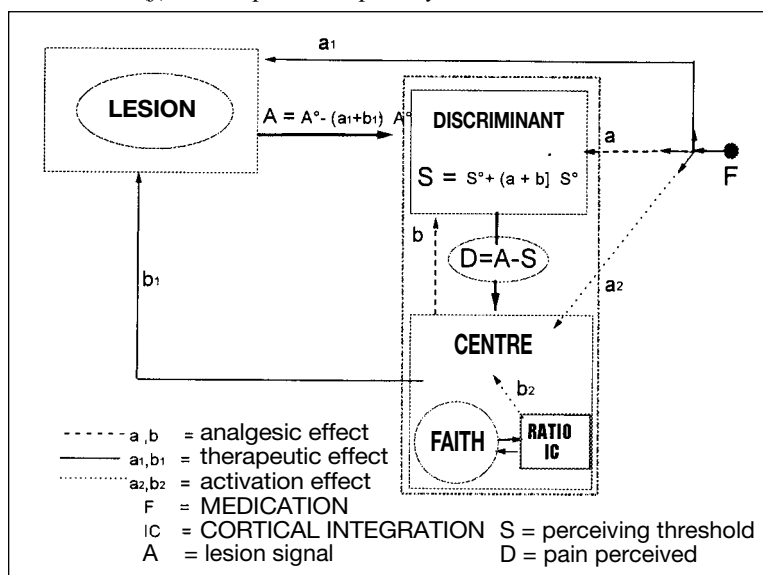 a1
LESION
A = A° - (a1+b1) A°
DISCRIMINANT
a
S = S° + (a + b] S°
F
b
D=A-S
b1
a2
CENTRE
b2
FAITH
RATIO
IC
a ,b = analgesic effect
a1,b1 = therapeutic effect
a2,b2 = activation effect
F = MEDICATION
IC = CORTICAL INTEGRATION S = perceiving threshold
A = lesion signal D = pain perceived